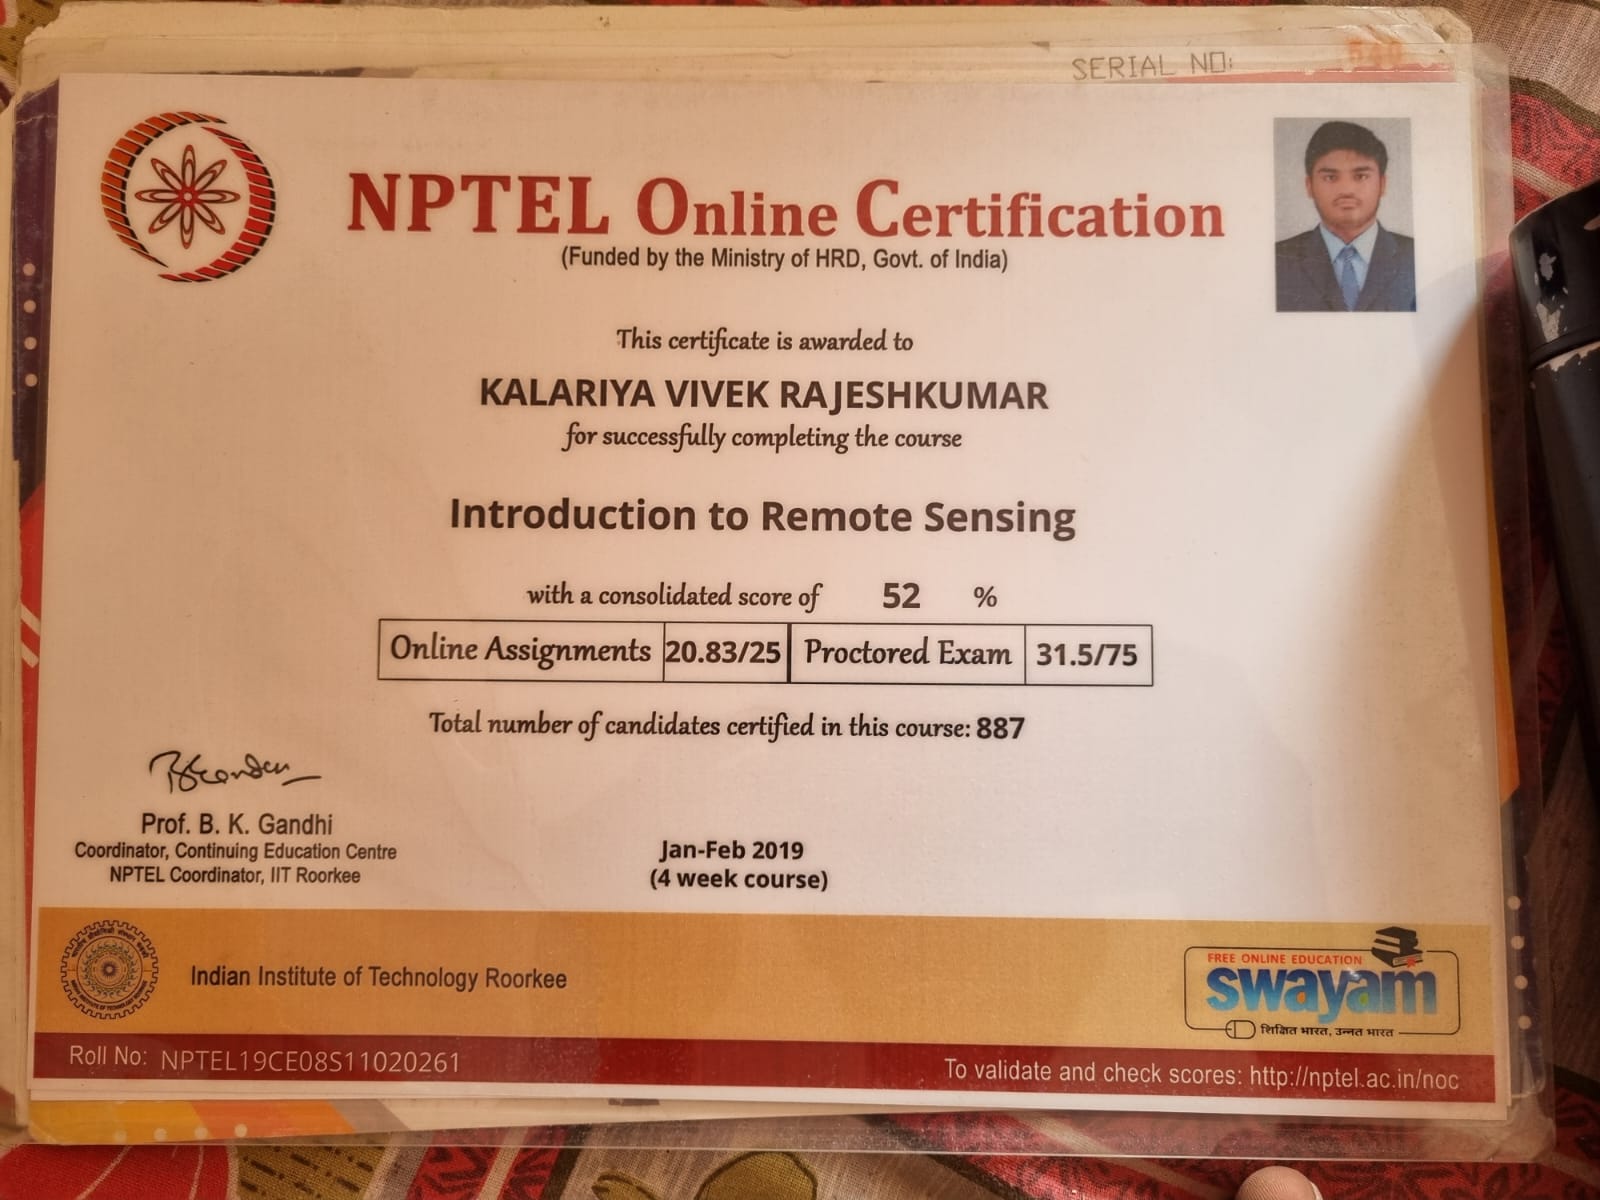 SERIAL NO: 540
NPTEL Online Certification
(Funded by the Ministry of HRD, Govt. of India)
This certificate is awarded to
KALARIYA VIVEK RAJESHKUMAR
for successfully completing the course
Introduction to Remote Sensing
with a consolidated score of 52 %
Online Assignments 20.83/25 Proctored Exam 31.5/75
Total number of candidates certified in this course: 887
Prof. B. K. Gandhi
Coordinator, Continuing Education Centre
NPTEL Coordinator, IIT Roorkee
Jan-Feb 2019
(4 week course)
Indian Institute of Technology Roorkee
FREE ONLINE EDUCATION
swayam
शिक्षित भारत, उन्नत भारत
Roll No: NPTEL19CE08S11020261
To validate and check scores: http://nptel.ac.in/noc